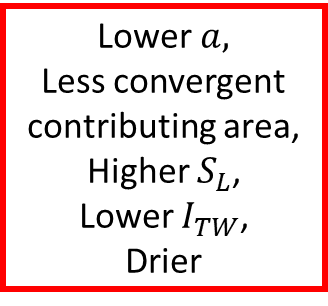 Lower a,
Less convergent
contributing area,
Higher S_L,
Lower I_TW,
Drier